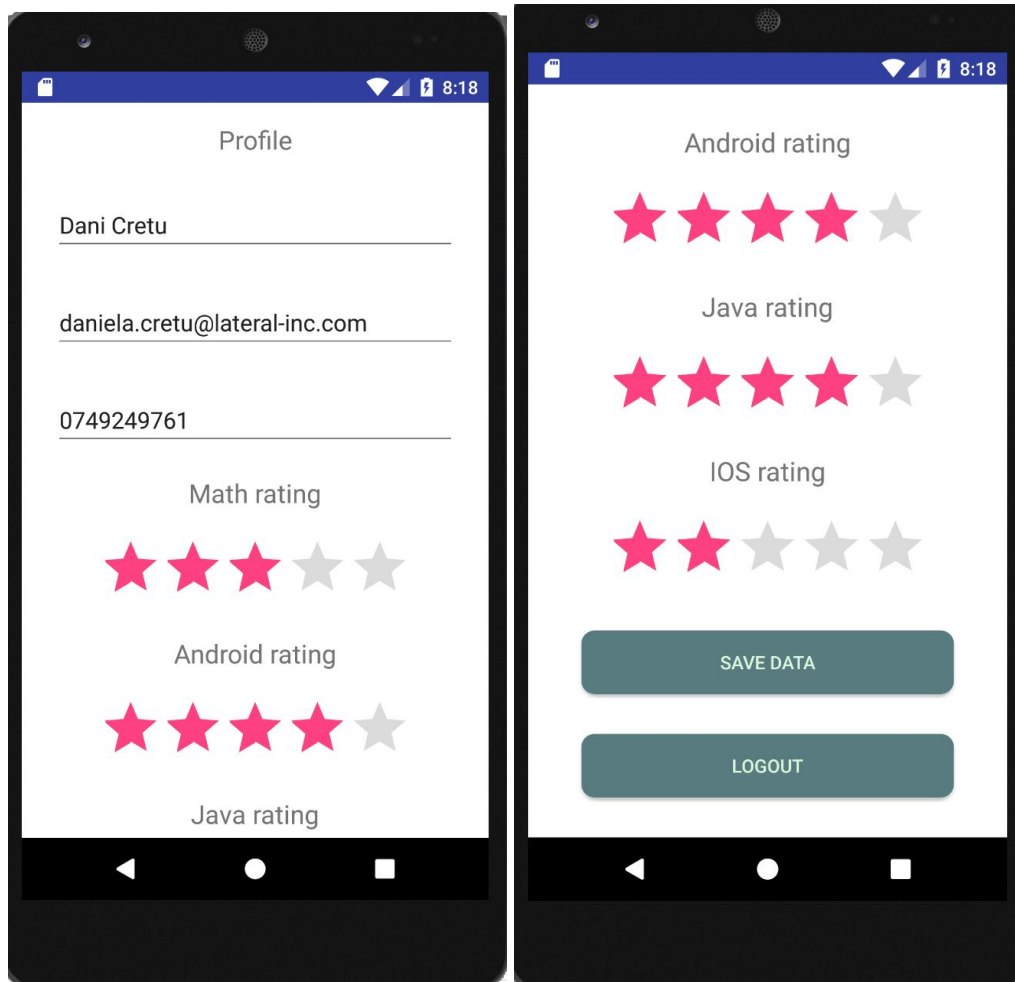 8:18
Profile
Dani Cretu
daniela.cretu@lateral-inc.com
0749249761
Math rating
Android rating
Java rating
8:18
Android rating
Java rating
IOS rating
SAVE DATA
LOGOUT